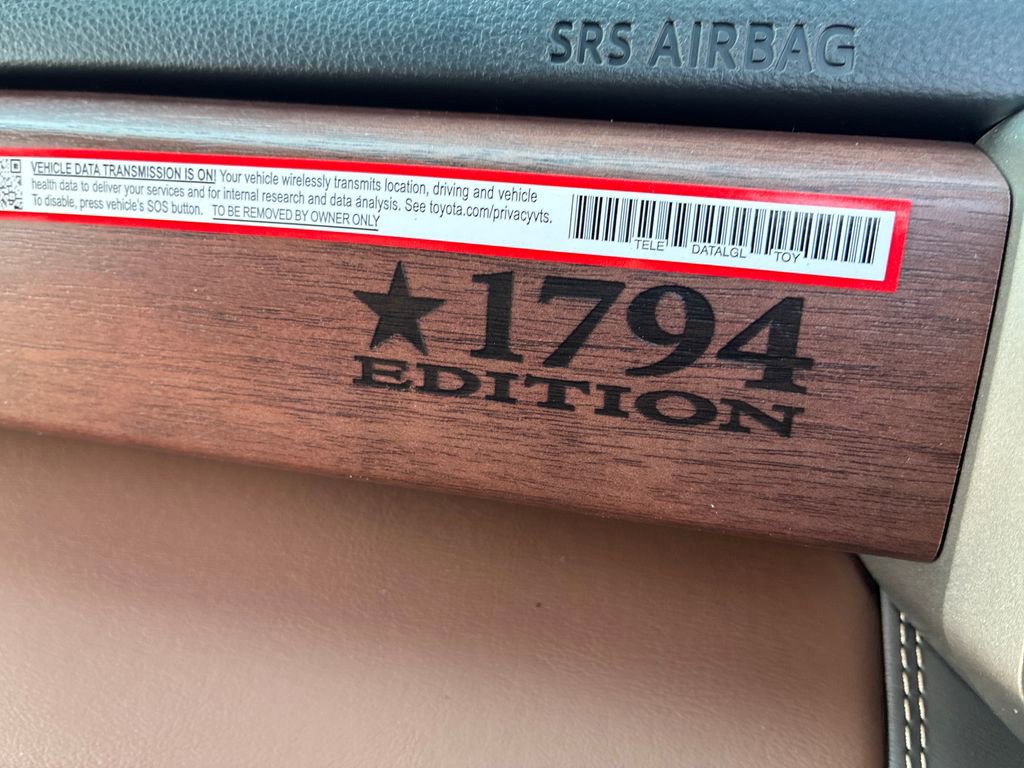 SRS AIRBAG
VEHICLE DATA TRANSMISSION IS ON! Your vehicle wirelessly transmits location, driving and vehicle
health data to deliver your services and for internal research and data analysis. See toyota.com/privacyvts.
To disable, press vehicle's SOS button. TO BE REMOVED BY OWNER ONLY
TELE DATALGL TOY
★1794
EDITION